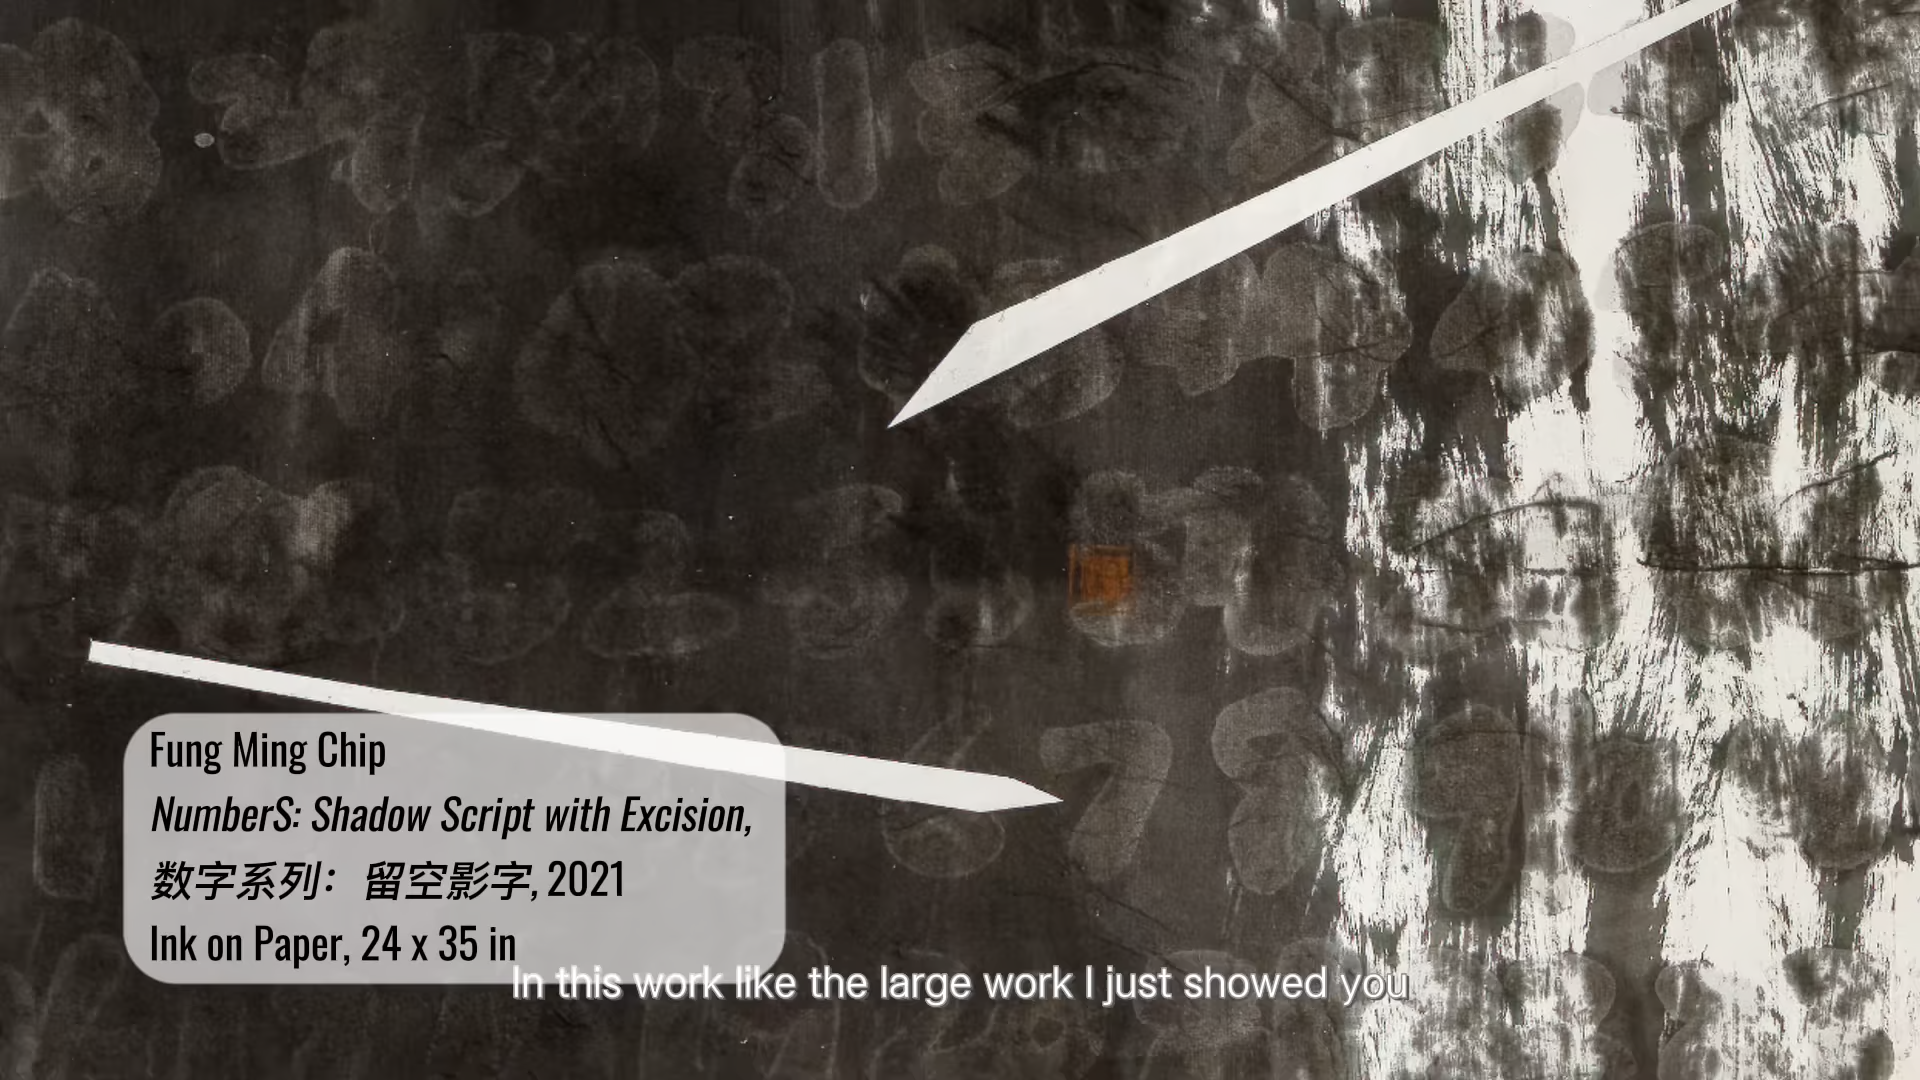 Fung Ming Chip
NumberS: Shadow Script with Excision,
数字系列：留空影字, 2021
Ink on Paper, 24 x 35 in
In this work like the large work I just showed you